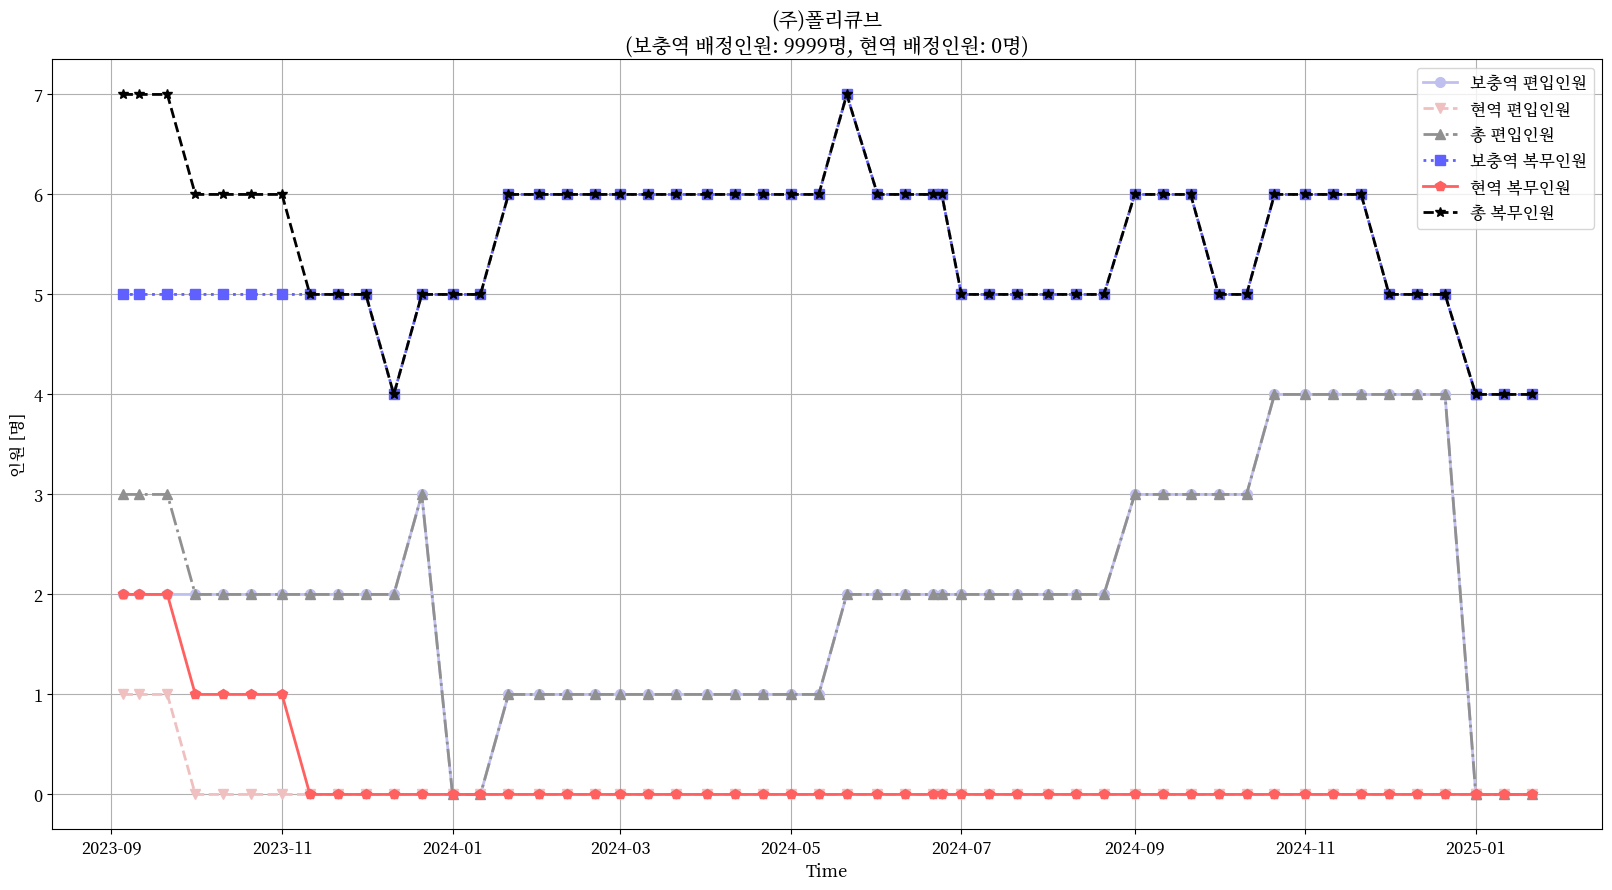 (주)폴리큐브
(보충역 배정인원: 9999명, 현역 배정인원: 0명)
보충역 편입인원
현역 편입인원
총 편입인원
보충역 복무인원
현역 복무인원
총 복무인원
인원 [명]
7
6
5
4
3
2
1
0
2023-09 2023-11 2024-01 2024-03 2024-05 2024-07 2024-09 2024-11 2025-01
Time